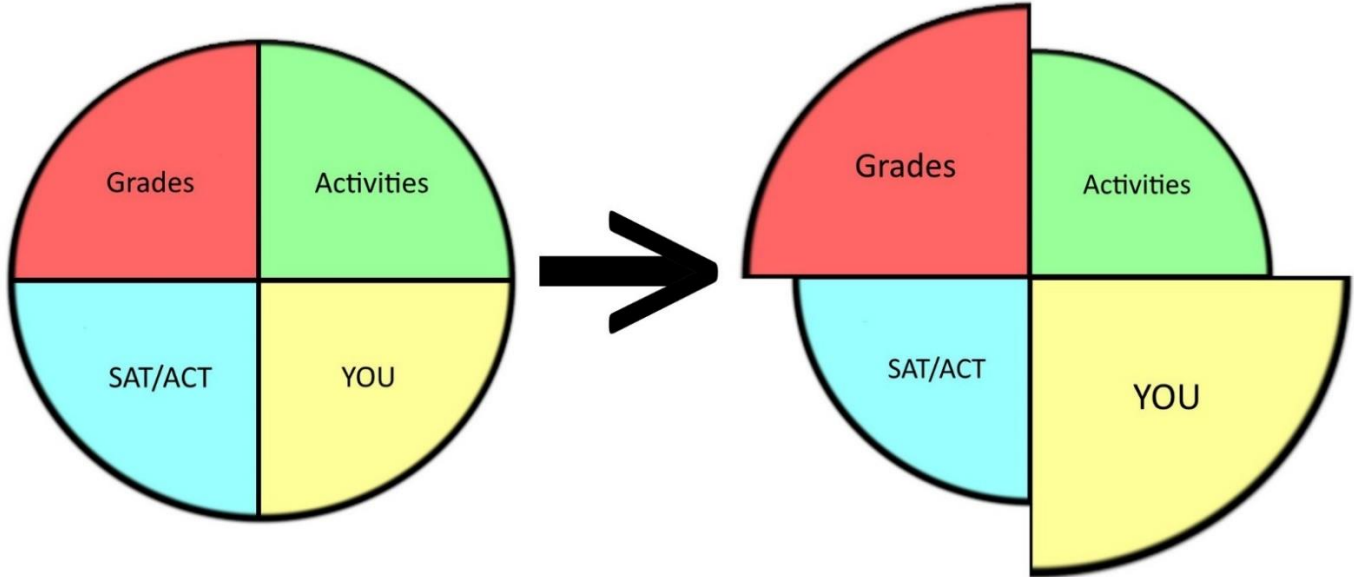 Grades
Activities
SAT/ACT
YOU
Grades
Activities
SAT/ACT
YOU